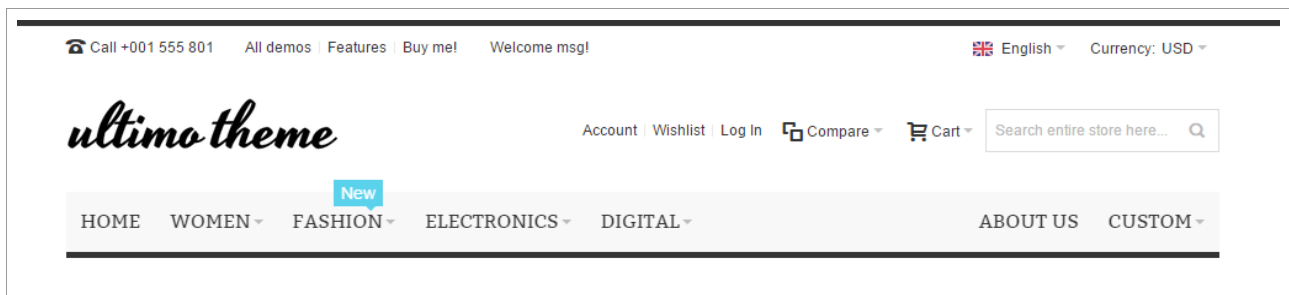 Call +001 555 801 All demos Features Buy me! Welcome msg! English Currency: USD
ultimo theme
Account Wishlist Log In Compare Cart Search entire store here...
New
HOME WOMEN FASHION ELECTRONICS DIGITAL ABOUT US CUSTOM